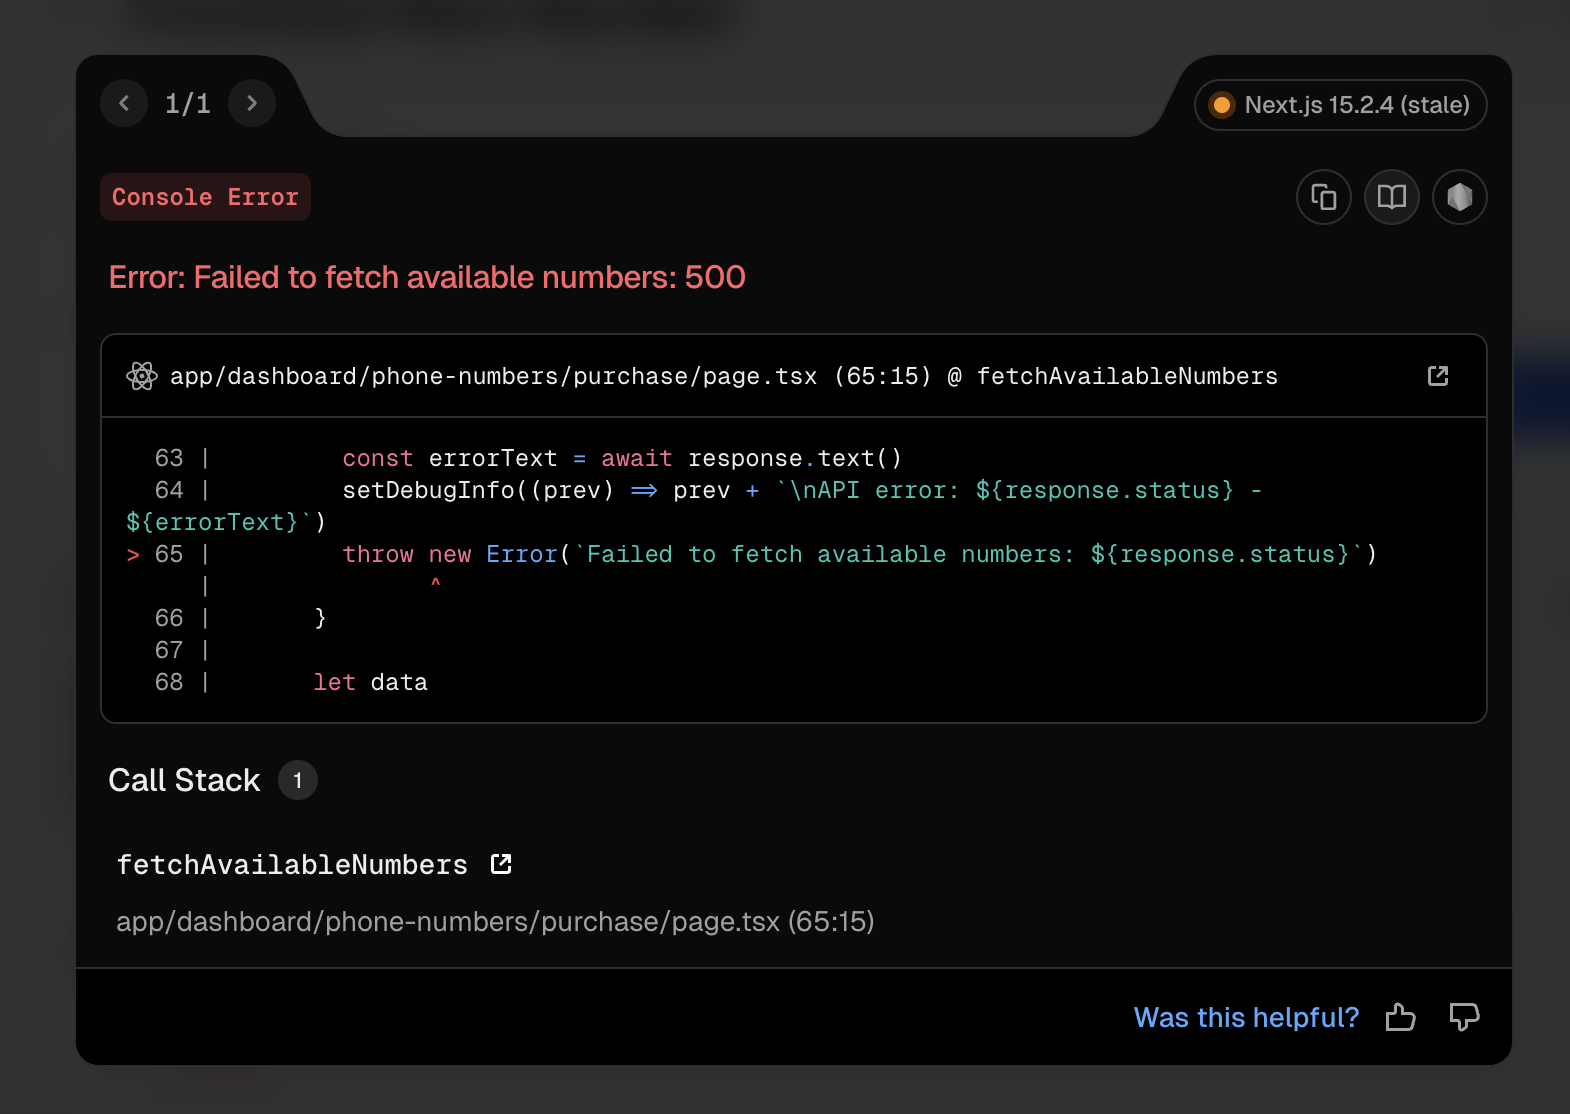 1/1
Next.js 15.2.4 (stale)
Console Error
Error: Failed to fetch available numbers: 500
app/dashboard/phone-numbers/purchase/page.tsx (65:15) @ fetchAvailableNumbers
63 |         const errorText = await response.text()
64 |         setDebugInfo((prev) => prev + `\nAPI error: ${response.status} -
${errorText}`)
> 65 |         throw new Error(`Failed to fetch available numbers: ${response.status}`)
|               ^
66 |       }
67 |
68 |       let data
Call Stack 1
fetchAvailableNumbers
app/dashboard/phone-numbers/purchase/page.tsx (65:15)
Was this helpful?